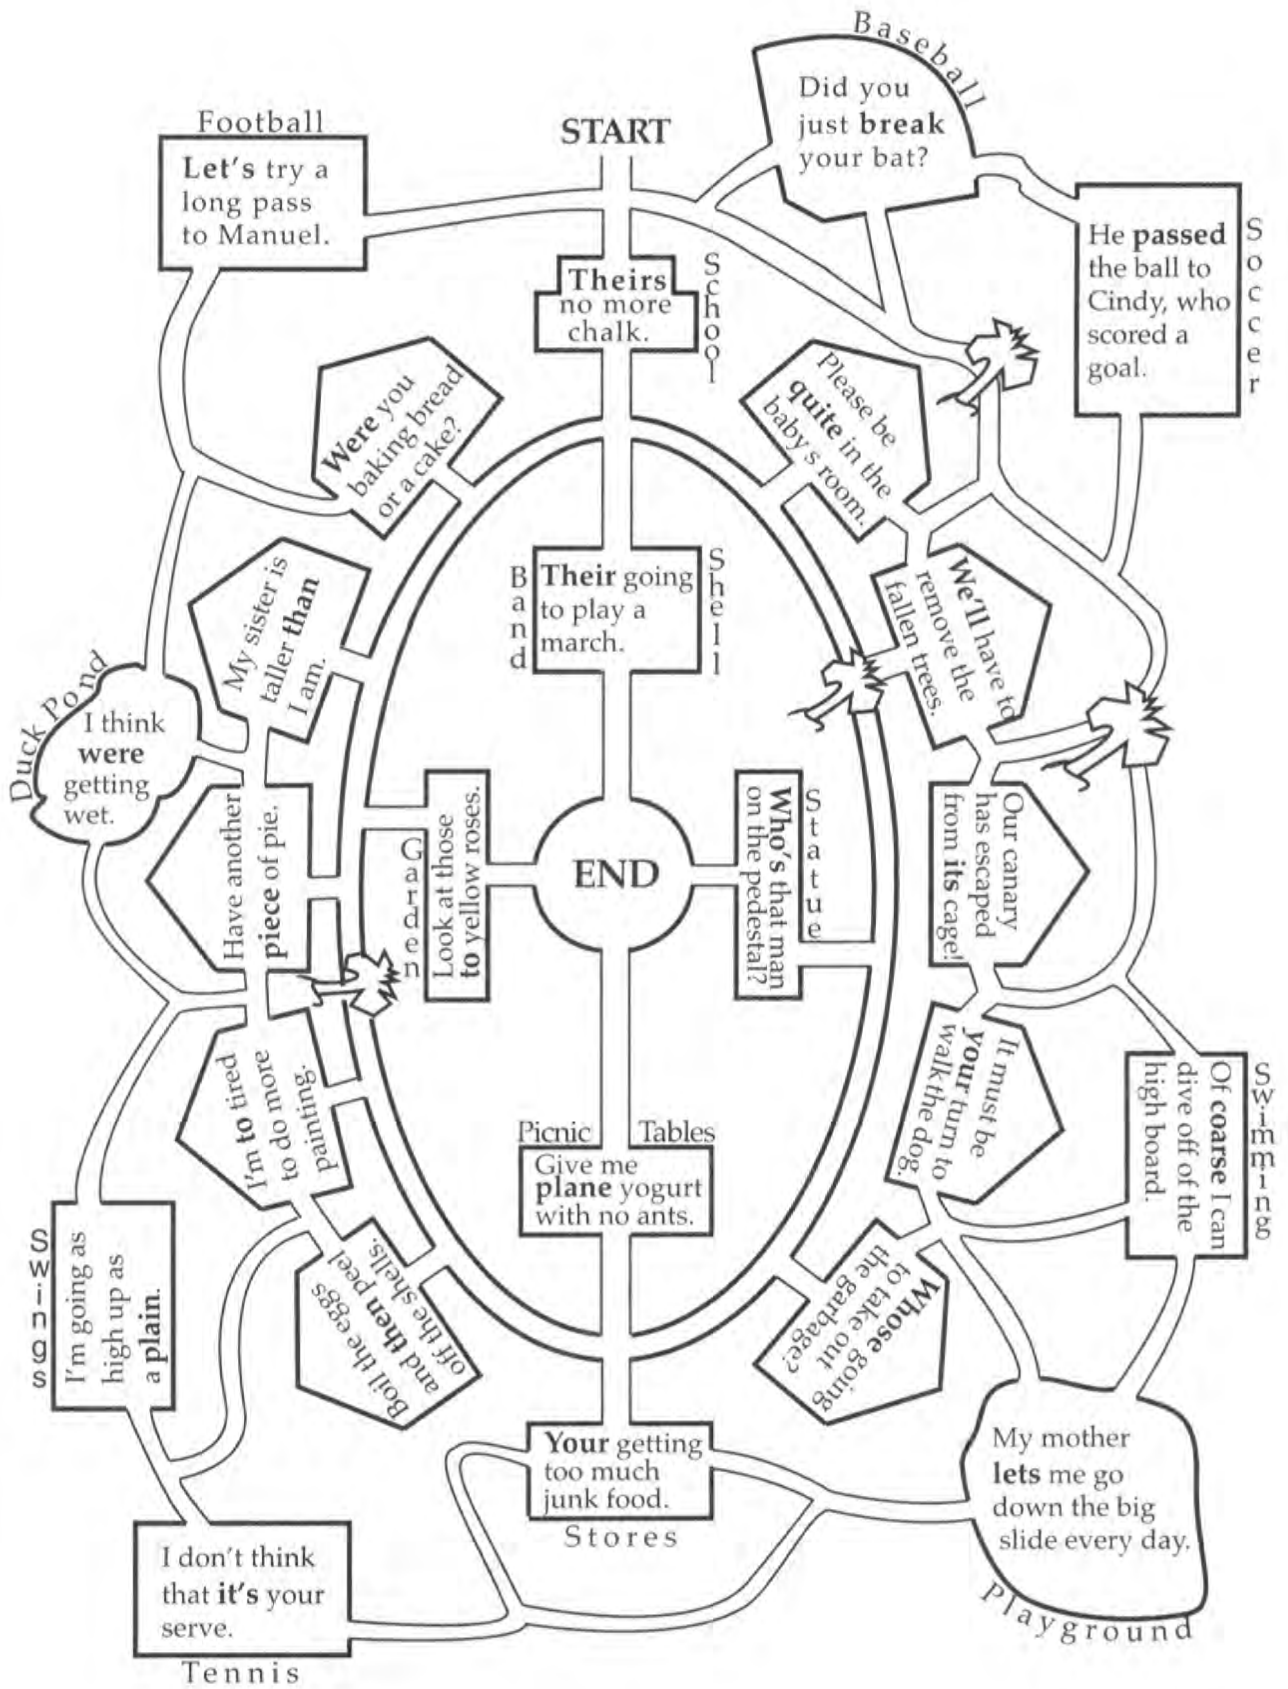 Baseball
Did you
just break
your bat?
Football
Let's try a
long pass
to Manuel.
START
Soccer
He passed
the ball to
Cindy, who
scored a
goal.
School
Theirs
no more
chalk.
Were you
baking bread
or a cake?
Please be
quite in the
baby's room.
Band
Shell
Their going
to play a
march.
My sister is
taller than
I am.
We'll have to
remove the
fallen trees.
Duck Pond
I think
were
getting
wet.
Have another
piece of pie.
Garden
Look at those
to yellow roses.
END
Statue
Who's that man
on the pedestal?
Our canary
has escaped
from its cage!
I'm to tired
to do more
painting.
It must be
your turn to
walk the dog.
Swimming
Of coarse I can
dive off of the
high board.
Picnic Tables
Give me
plane yogurt
with no ants.
Swings
I'm going as
high up as
a plain.
Boil the eggs
and then peel
off the shells.
Whose going
to take out
the garbage?
Your getting
too much
junk food.
Stores
My mother
lets me go
down the big
slide every day.
Playground
I don't think
that it's your
serve.
Tennis